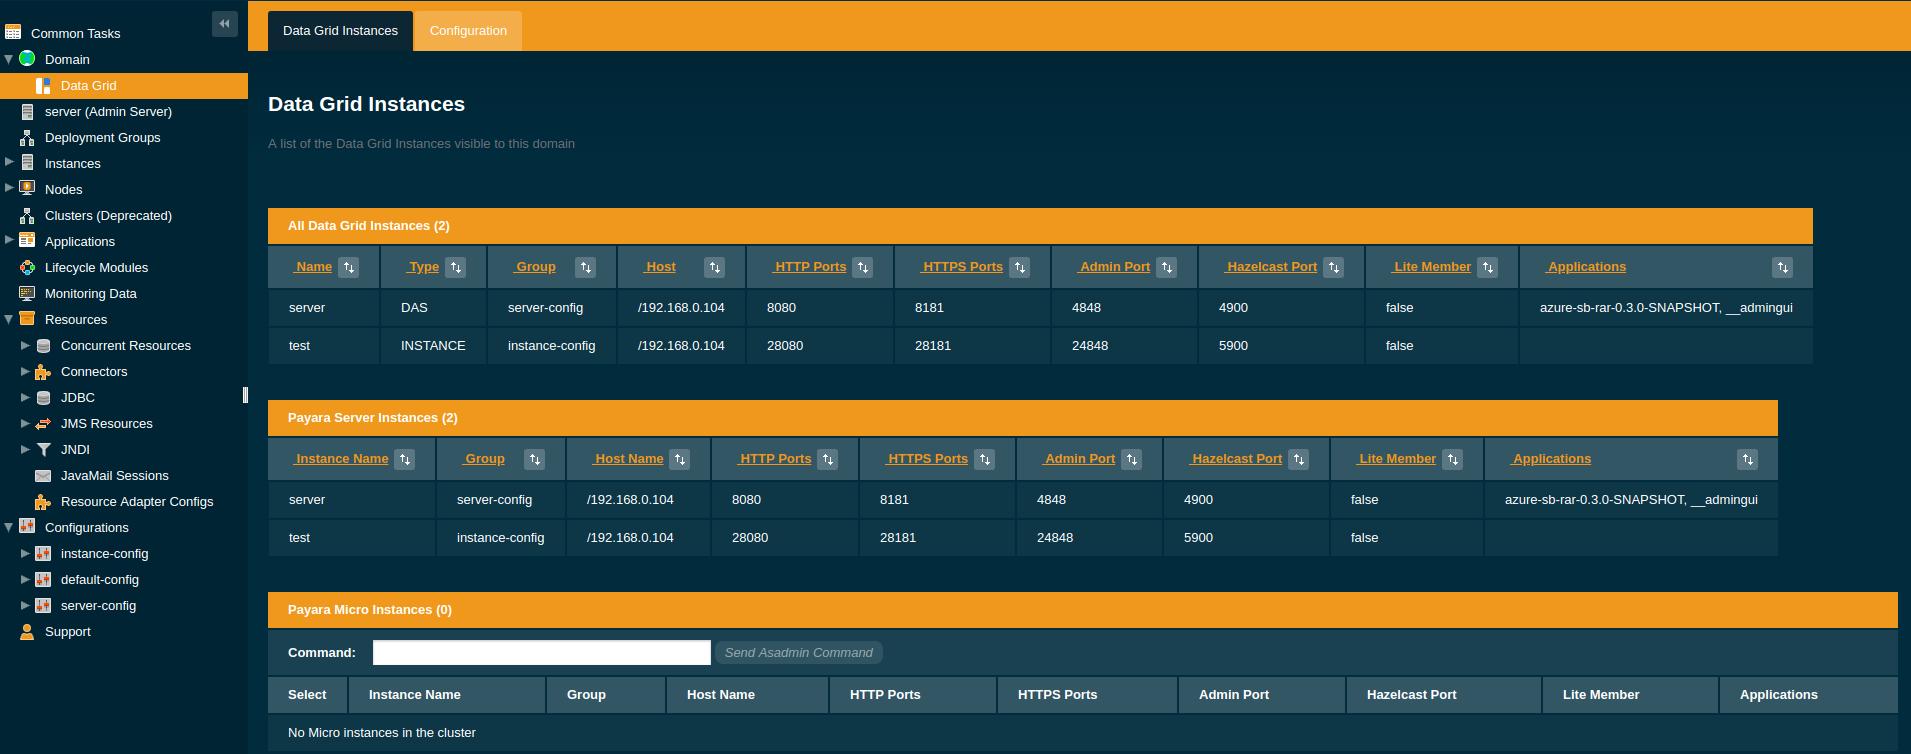 Common Tasks
Domain
Data Grid
server (Admin Server)
Deployment Groups
Instances
Nodes
Clusters (Deprecated)
Applications
Lifecycle Modules
Monitoring Data
Resources
Concurrent Resources
Connectors
JDBC
JMS Resources
JNDI
JavaMail Sessions
Resource Adapter Configs
Configurations
instance-config
default-config
server-config
Support
Data Grid Instances Configuration
Data Grid Instances
A list of the Data Grid Instances visible to this domain
All Data Grid Instances (2)
Name Type Group Host HTTP Ports HTTPS Ports Admin Port Hazelcast Port Lite Member Applications
server DAS server-config /192.168.0.104 8080 8181 4848 4900 false azure-sb-rar-0.3.0-SNAPSHOT, __admingui
test INSTANCE instance-config /192.168.0.104 28080 28181 24848 5900 false
Payara Server Instances (2)
Instance Name Group Host Name HTTP Ports HTTPS Ports Admin Port Hazelcast Port Lite Member Applications
server server-config /192.168.0.104 8080 8181 4848 4900 false azure-sb-rar-0.3.0-SNAPSHOT, __admingui
test instance-config /192.168.0.104 28080 28181 24848 5900 false
Payara Micro Instances (0)
Command: Send Asadmin Command
Select Instance Name Group Host Name HTTP Ports HTTPS Ports Admin Port Hazelcast Port Lite Member Applications
No Micro instances in the cluster